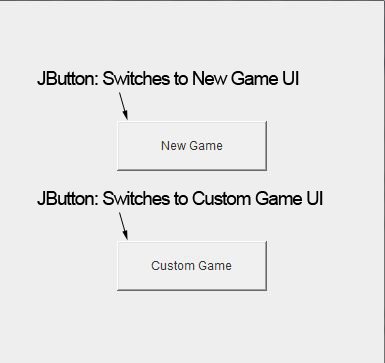 JButton: Switches to New Game UI
New Game
JButton: Switches to Custom Game UI
Custom Game